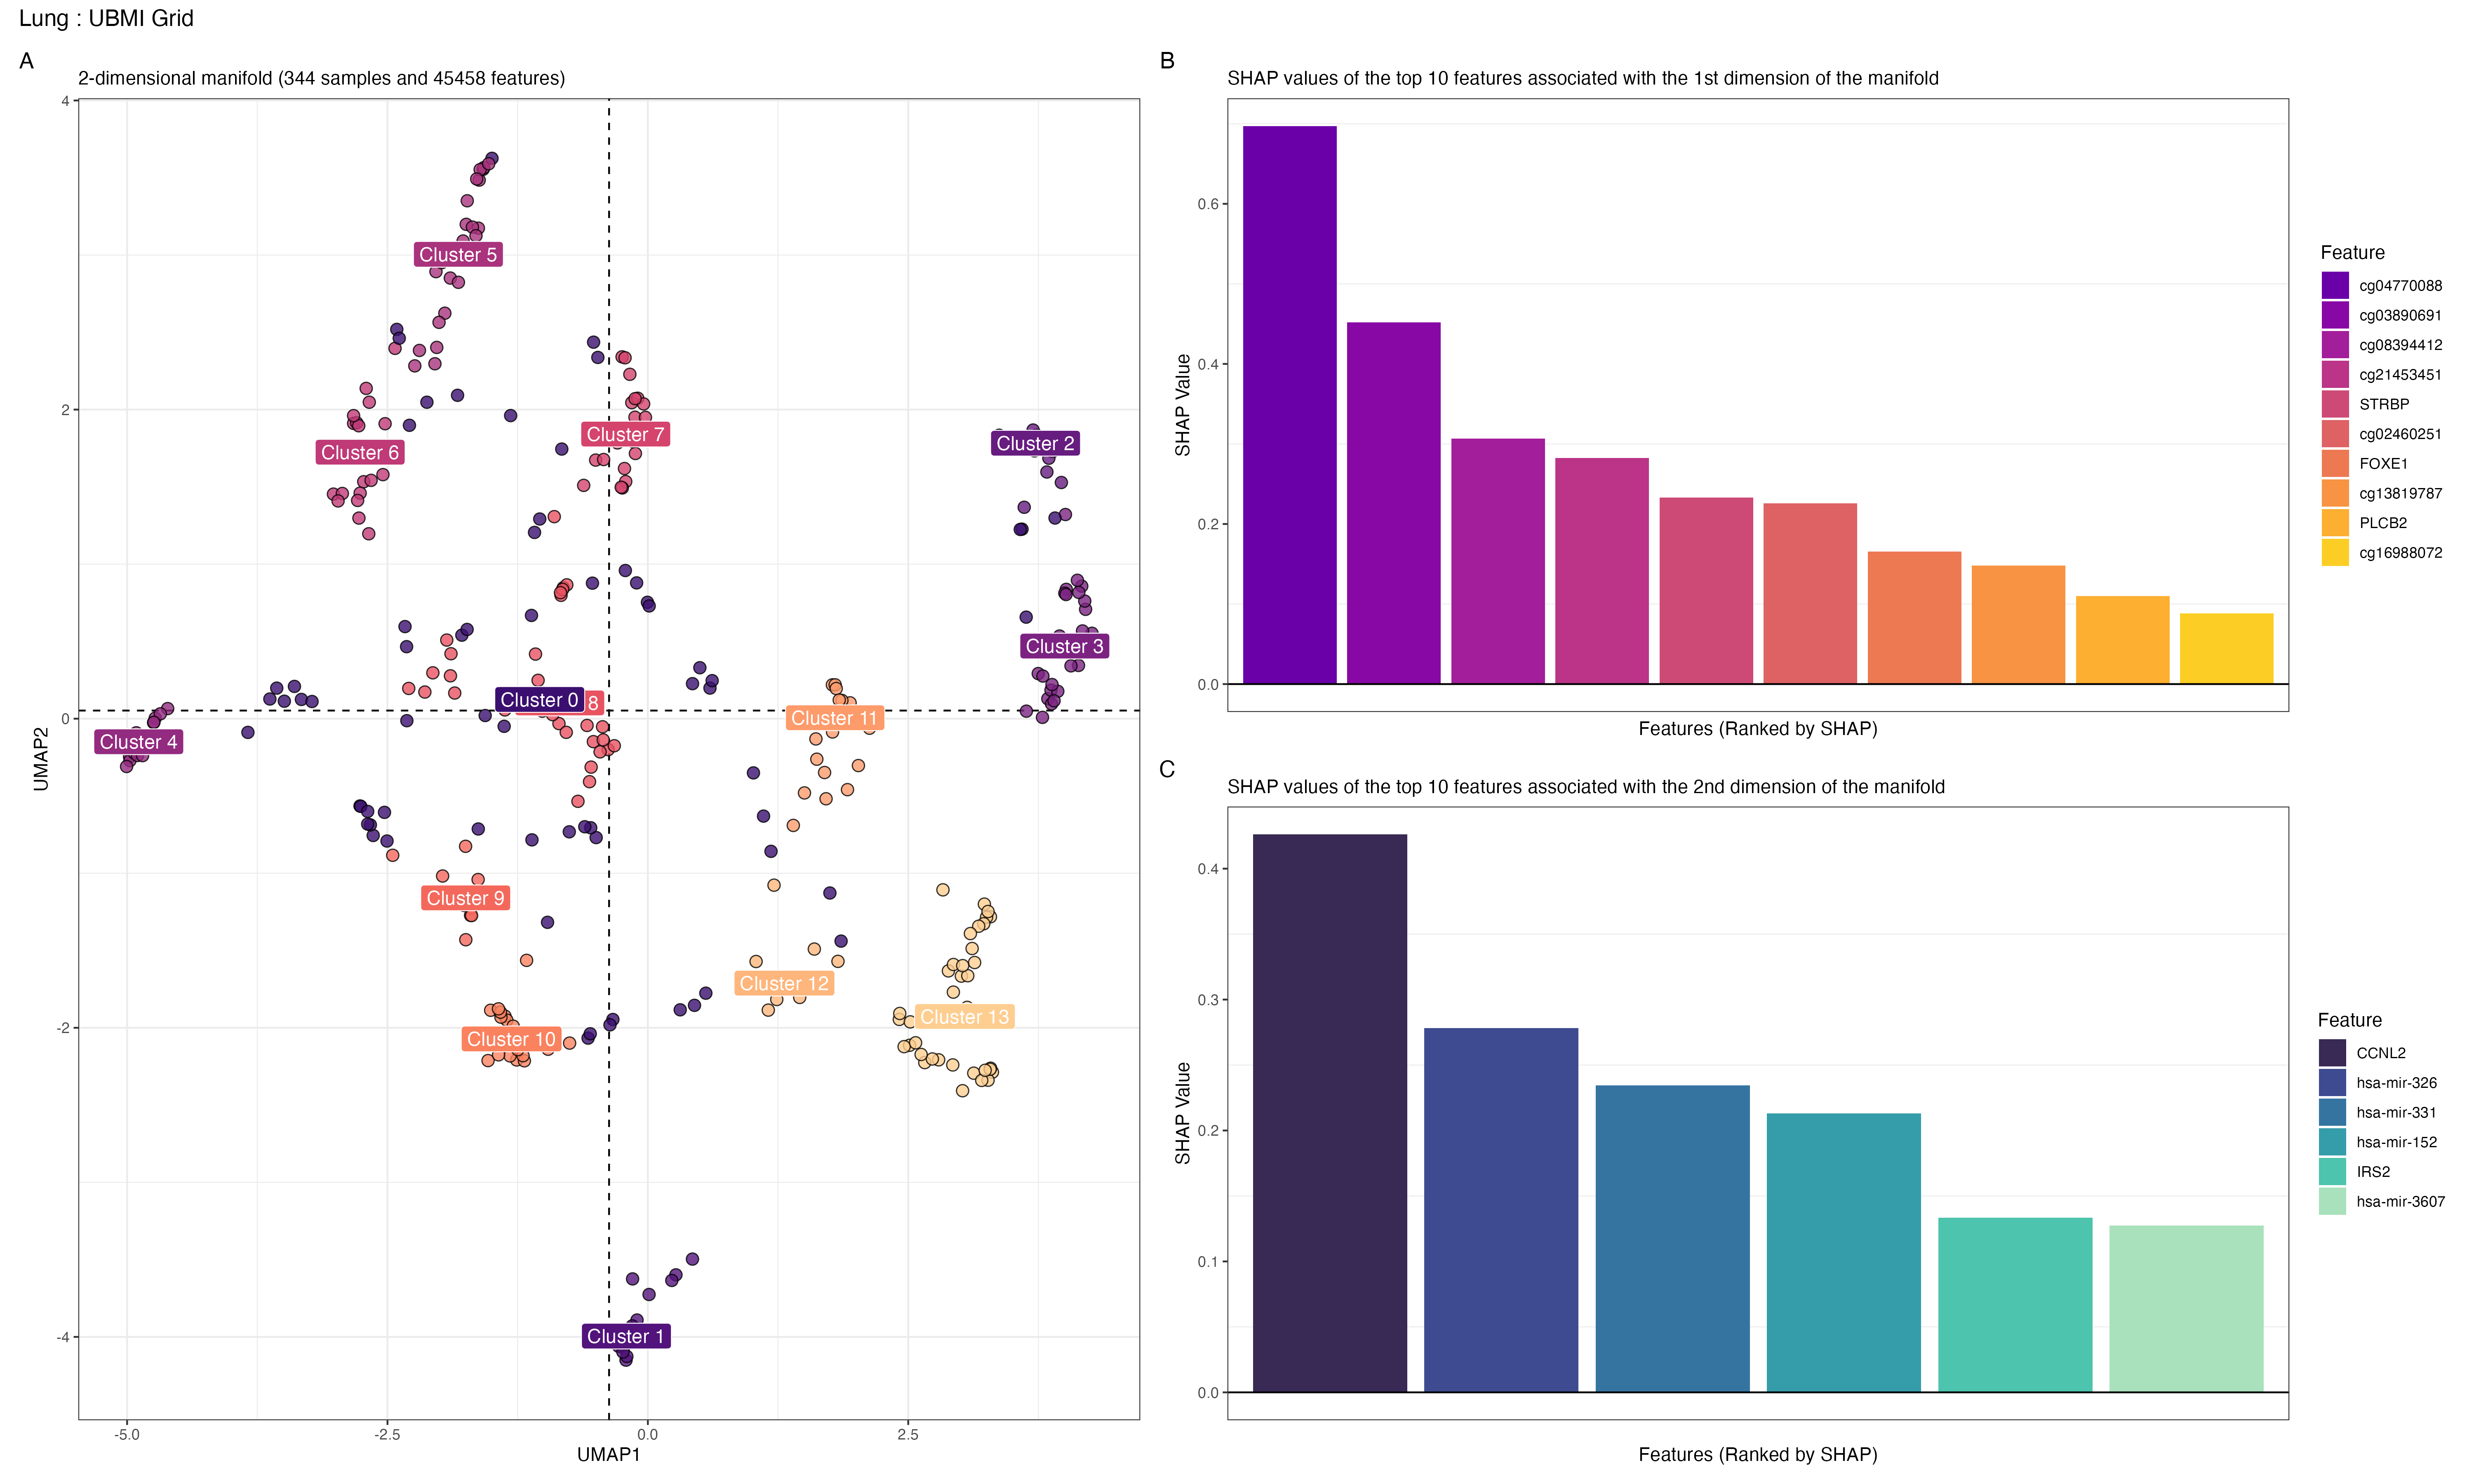 Lung : UBMI Grid
A
2-dimensional manifold (344 samples and 45458 features)
4
2
0
-2
-4
UMAP2
Cluster 5
Cluster 7
Cluster 2
Cluster 6
Cluster 3
Cluster 0
8
Cluster 11
Cluster 4
Cluster 9
Cluster 12
Cluster 13
Cluster 10
Cluster 1
-5.0
-2.5
0.0
2.5
UMAP1
B
SHAP values of the top 10 features associated with the 1st dimension of the manifold
SHAP Value
0.6
0.4
0.2
0.0
Features (Ranked by SHAP)
Feature
cg04770088
cg03890691
cg08394412
cg21453451
STRBP
cg02460251
FOXE1
cg13819787
PLCB2
cg16988072
C
SHAP values of the top 10 features associated with the 2nd dimension of the manifold
SHAP Value
0.4
0.3
0.2
0.1
0.0
Features (Ranked by SHAP)
Feature
CCNL2
hsa-mir-326
hsa-mir-331
hsa-mir-152
IRS2
hsa-mir-3607